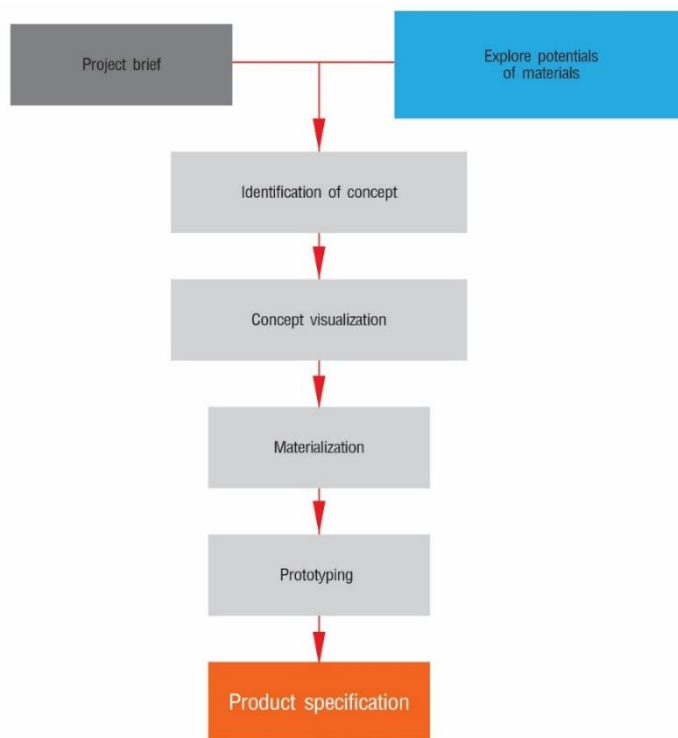 Project brief
Explore potentials
of materials
Identification of concept
Concept visualization
Materialization
Prototyping
Product specification